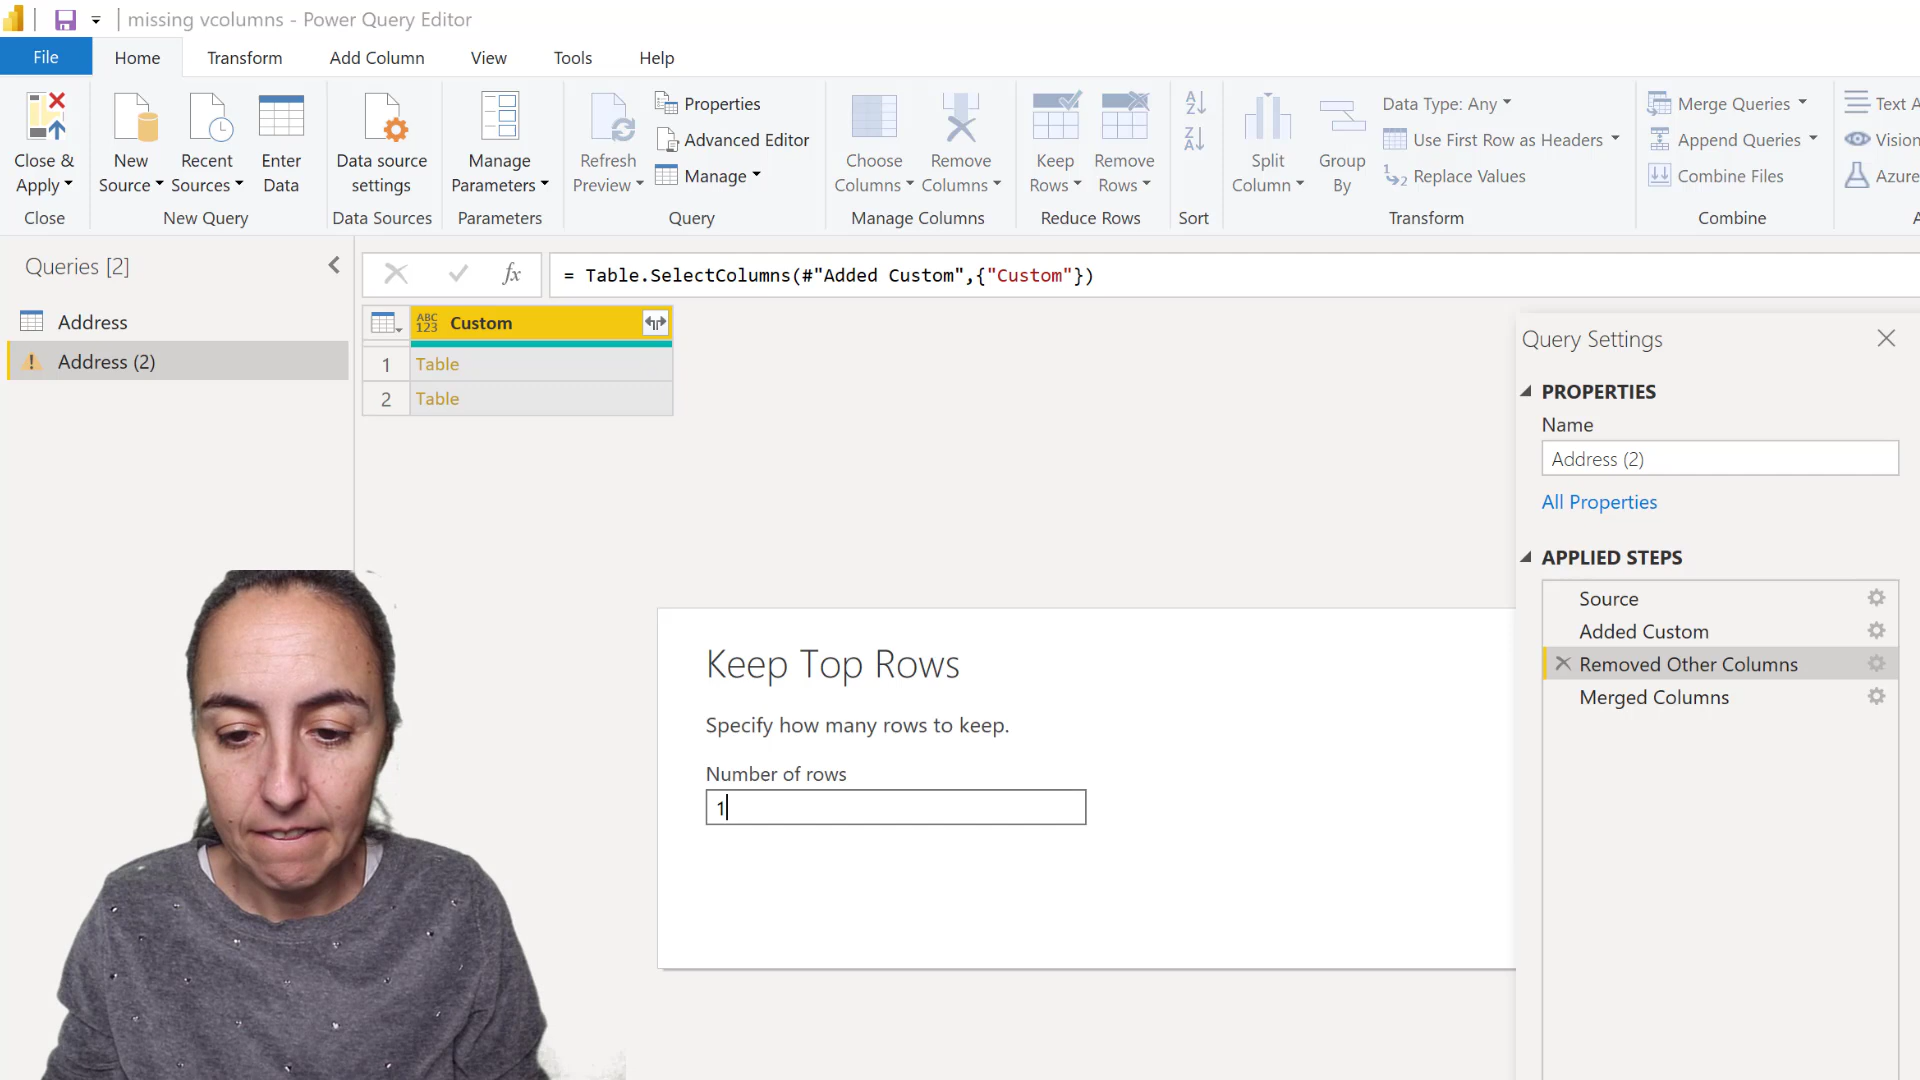 missing vcolumns - Power Query Editor
File
Home
Transform
Add Column
View
Tools
Help
Close & Apply
New Source
Recent Sources
Enter Data
Data source settings
Manage Parameters
Refresh Preview
Properties
Advanced Editor
Manage
Choose Columns
Remove Columns
Keep Rows
Remove Rows
A Z
Z A
Split Column
Group By
Data Type: Any
Use First Row as Headers
1 2 Replace Values
Merge Queries
Append Queries
Combine Files
Text A
Vision
Azure
Close
New Query
Data Sources
Parameters
Query
Manage Columns
Reduce Rows
Sort
Transform
Combine
Queries [2]
Address
Address (2)
fx
= Table.SelectColumns(#"Added Custom",{"Custom"})
ABC 123 Custom
1 Table
2 Table
Query Settings
PROPERTIES
Name
Address (2)
All Properties
APPLIED STEPS
Source
Added Custom
Removed Other Columns
Merged Columns
Keep Top Rows
Specify how many rows to keep.
Number of rows
1